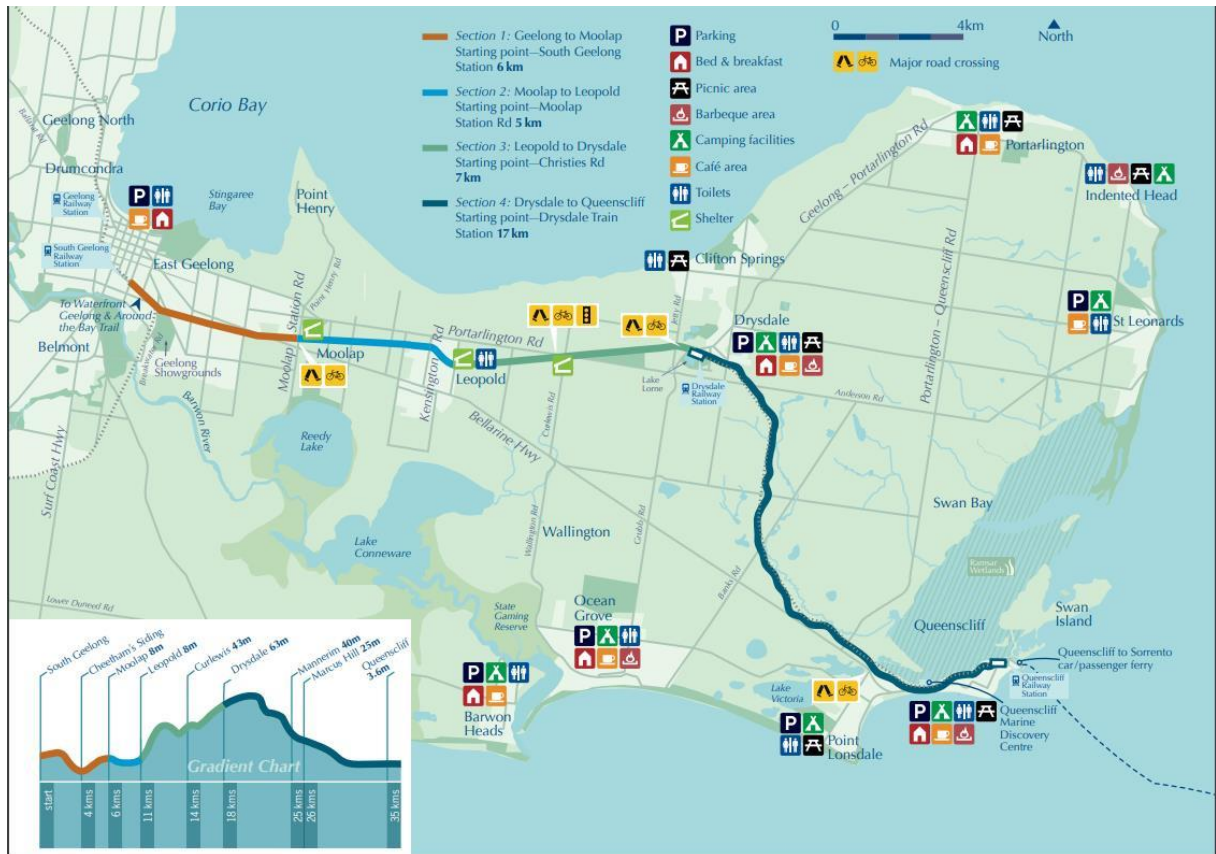 Section 1: Geelong to Moolap
Starting point—South Geelong
Station 6 km
Section 2: Moolap to Leopold
Starting point—Moolap
Station Rd 5 km
Section 3: Leopold to Drysdale
Starting point—Christies Rd
7 km
Section 4: Drysdale to Queenscliff
Starting point—Drysdale Train
Station 17 km
P Parking
Bed & breakfast
Picnic area
Barbeque area
Camping facilities
Café area
Toilets
Shelter
0 4km
North
Major road crossing
Corio Bay
Ballarat Rd
Geelong North
Drumcondra
Geelong
Railway
Station
P
Stingaree
Bay
Point
Henry
South Geelong
Railway
Station
East Geelong
To Waterfront
Geelong & Around
the Bay Trail
Belmont
Breakwater Rd
Geelong
Showgrounds
Barwon River
Surf Coast Hwy
Moolap Station Rd
Point Henry Rd
Moolap
Reedy
Lake
Kensington Rd
Portarlington Rd
Leopold
Bellarine Hwy
Curlewis Rd
Jetty Rd
Clifton Springs
Drysdale
P
Lake
Lorne
Drysdale
Railway
Station
Geelong – Portarlington Rd
Portarlington
Indented Head
Portarlington – Queenscliff Rd
P
St Leonards
Anderson Rd
Swan Bay
Ramsar
Wetlands
Swan
Island
Queenscliff
Queenscliff to Sorrento
car/passenger ferry
Queenscliff
Railway
Station
Queenscliff
Marine
Discovery
Centre
P
Lake
Victoria
P
Point
Lonsdale
Banks Rd
Grubb Rd
Wallington Rd
Wallington
Ocean
Grove
P
Lake
Connewarre
State
Gaming
Reserve
P
Barwon
Heads
Lower Duneed Rd
South Geelong
Cheetham's Siding
Moolap 8m
Leopold 8m
Curlewis 43m
Drysdale 63m
Mannerim 40m
Marcus Hill 25m
Queenscliff
3.6m
Gradient Chart
start
4 kms
6 kms
11 kms
14 kms
18 kms
25 kms
26 kms
35 kms